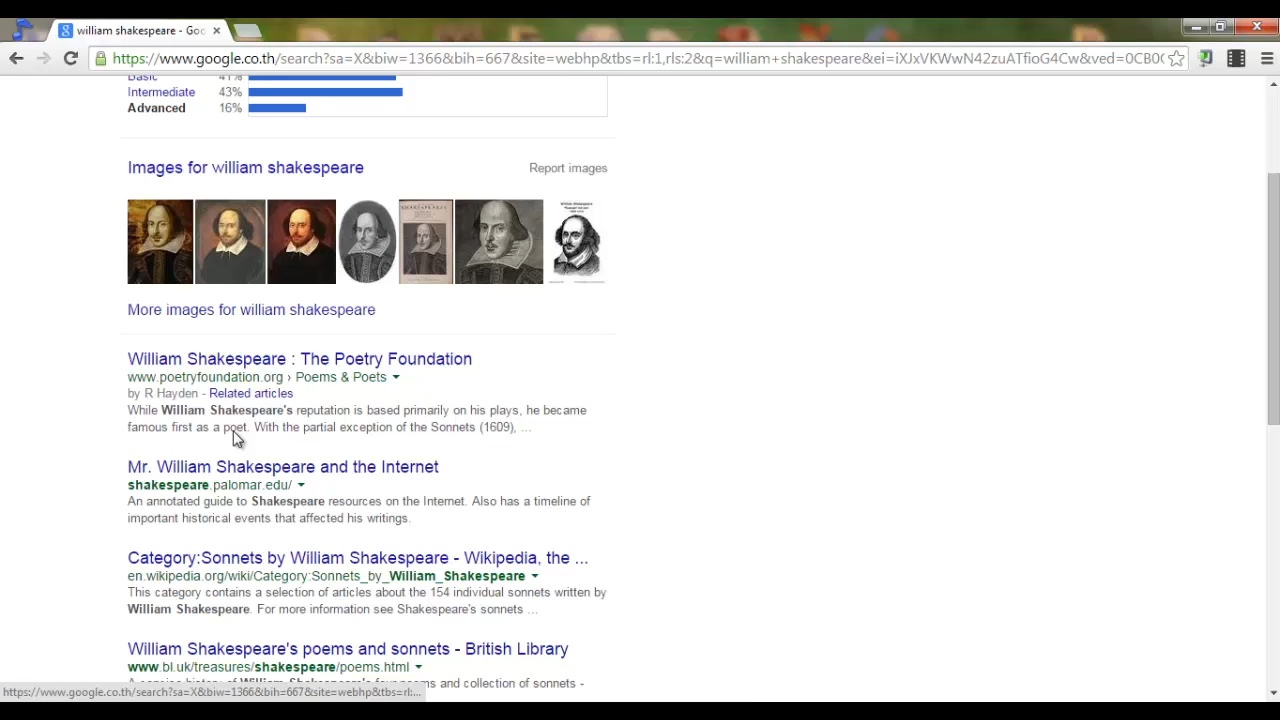 william shakespeare - Goo
https://www.google.co.th/search?sa=X&biw=1366&bih=667&site=webhp&tbs=rl:1,rls:2&q=william+shakespeare&ei=iXJxVKWwN42zuATfioG4Cw&ved=0CB0
Basic 41%
Intermediate 43%
Advanced 16%
Images for william shakespeare Report images
More images for william shakespeare
William Shakespeare : The Poetry Foundation
www.poetryfoundation.org › Poems & Poets
by R Hayden - Related articles
While William Shakespeare's reputation is based primarily on his plays, he became
famous first as a poet. With the partial exception of the Sonnets (1609), ...
Mr. William Shakespeare and the Internet
shakespeare.palomar.edu/
An annotated guide to Shakespeare resources on the Internet. Also has a timeline of
important historical events that affected his writings.
Category:Sonnets by William Shakespeare - Wikipedia, the ...
en.wikipedia.org/wiki/Category:Sonnets_by_William_Shakespeare
This category contains a selection of articles about the 154 individual sonnets written by
William Shakespeare. For more information see Shakespeare's sonnets ...
William Shakespeare's poems and sonnets - British Library
www.bl.uk/treasures/shakespeare/poems.html
A concise history of William Shakespeare's four poems and collection of sonnets -
https://www.google.co.th/search?sa=X&biw=1366&bih=667&site=webhp&tbs=rl:...